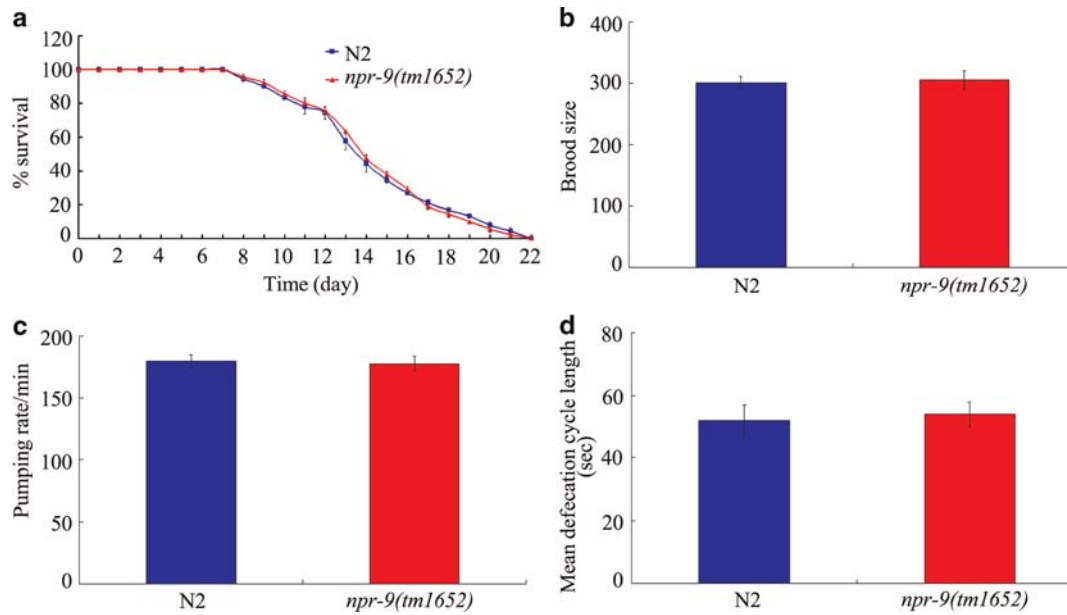 a
120
100
80
60
40
20
0
% survival
N2
npr-9(tm1652)
0 2 4 6 8 10 12 14 16 18 20 22
Time (day)
b
400
300
200
100
0
Brood size
N2 npr-9(tm1652)
c
200
150
100
50
0
Pumping rate/min
N2 npr-9(tm1652)
d
80
60
40
20
0
Mean defecation cycle length
(sec)
N2 npr-9(tm1652)